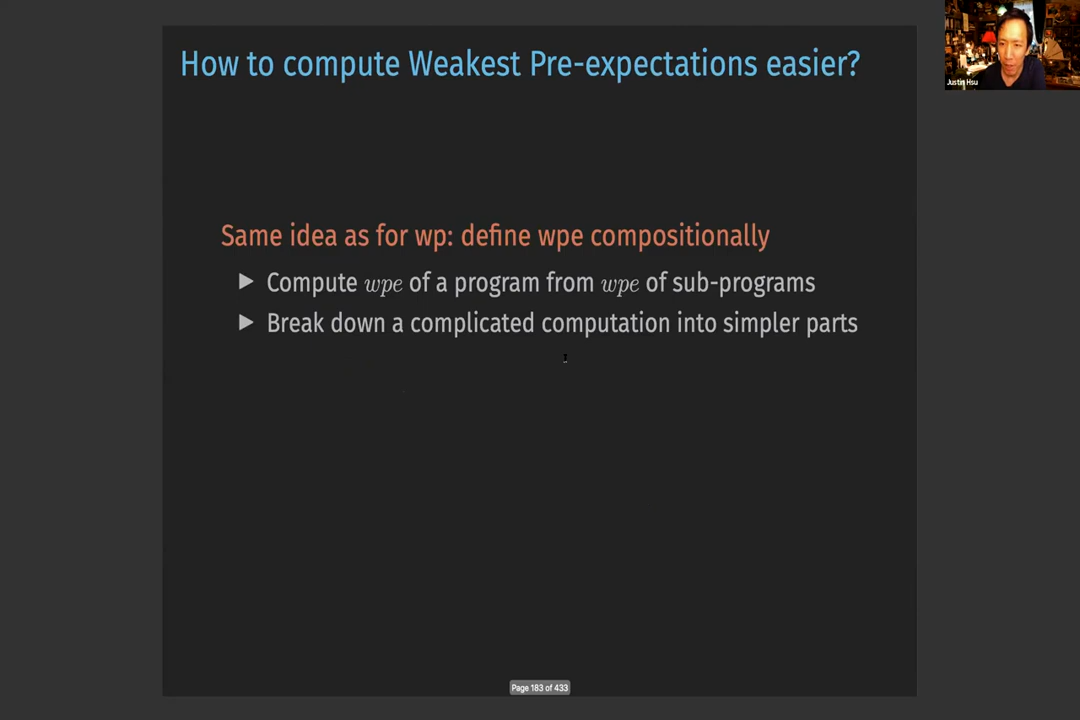 How to compute Weakest Pre-expectations easier?
Justin Hsu
Same idea as for wp: define wpe compositionally
▶ Compute wpe of a program from wpe of sub-programs
▶ Break down a complicated computation into simpler parts
Page 183 of 433